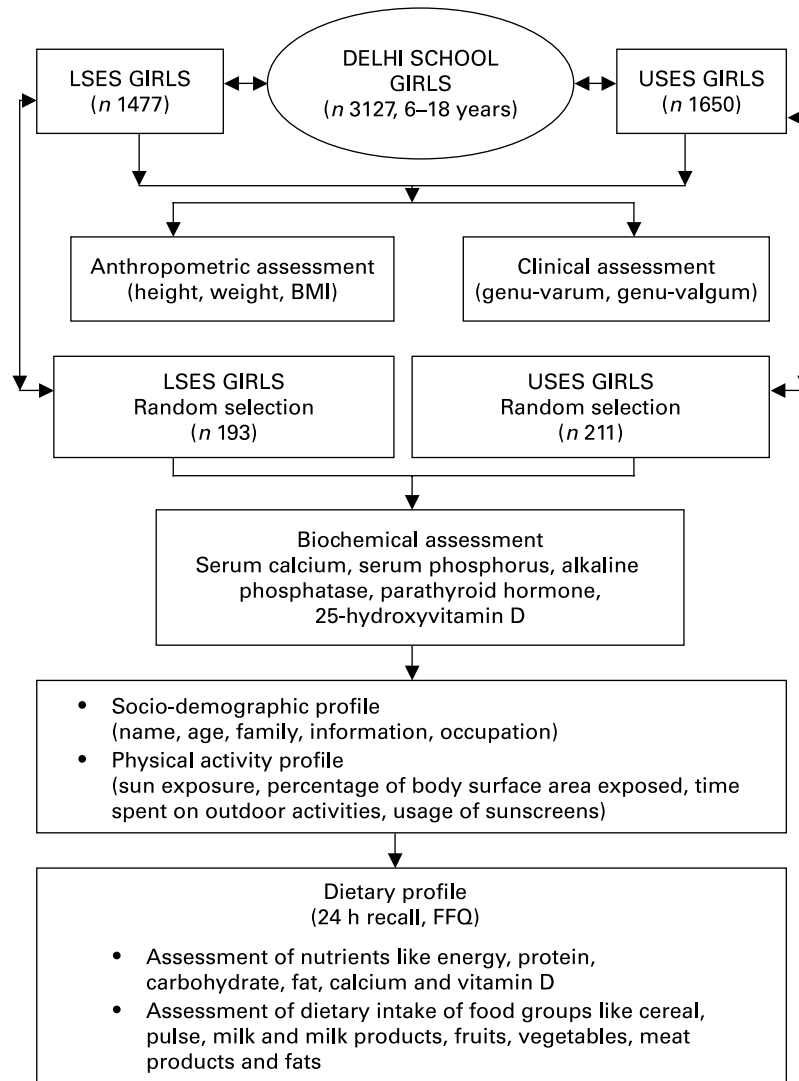 LSES GIRLS
(n 1477)
DELHI SCHOOL
GIRLS
(n 3127, 6–18 years)
USES GIRLS
(n 1650)
Anthropometric assessment
(height, weight, BMI)
Clinical assessment
(genu-varum, genu-valgum)
LSES GIRLS
Random selection
(n 193)
USES GIRLS
Random selection
(n 211)
Biochemical assessment
Serum calcium, serum phosphorus, alkaline
phosphatase, parathyroid hormone,
25-hydroxyvitamin D
• Socio-demographic profile
(name, age, family, information, occupation)
• Physical activity profile
(sun exposure, percentage of body surface area exposed, time
spent on outdoor activities, usage of sunscreens)
Dietary profile
(24 h recall, FFQ)
• Assessment of nutrients like energy, protein,
carbohydrate, fat, calcium and vitamin D
• Assessment of dietary intake of food groups like cereal,
pulse, milk and milk products, fruits, vegetables, meat
products and fats